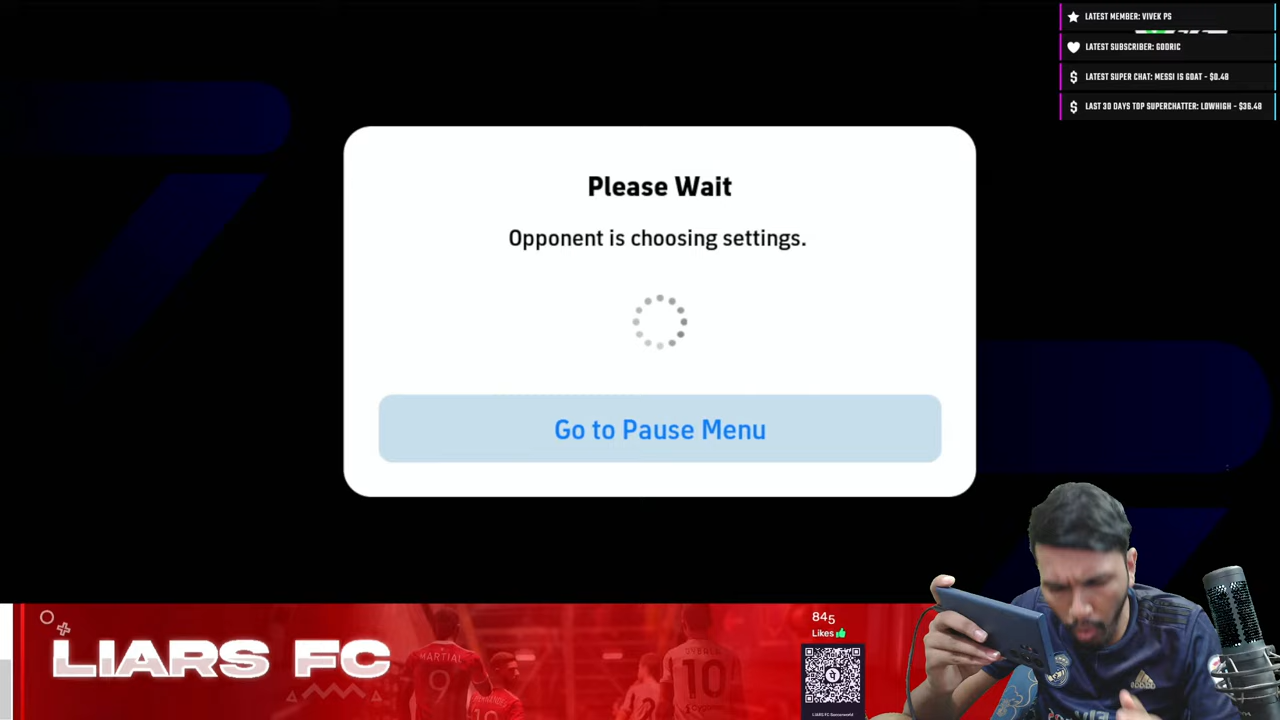 LATEST MEMBER: VIVEK PS
LATEST SUBSCRIBER: GODRIC
LATEST SUPER CHAT: MESSI IS GOAT - $0.48
LAST 30 DAYS TOP SUPERCHATTER: LOWHIGH - $36.48
Please Wait
Opponent is choosing settings.
Go to Pause Menu
LIARS FC
MARTIAL
9
10
845
Likes